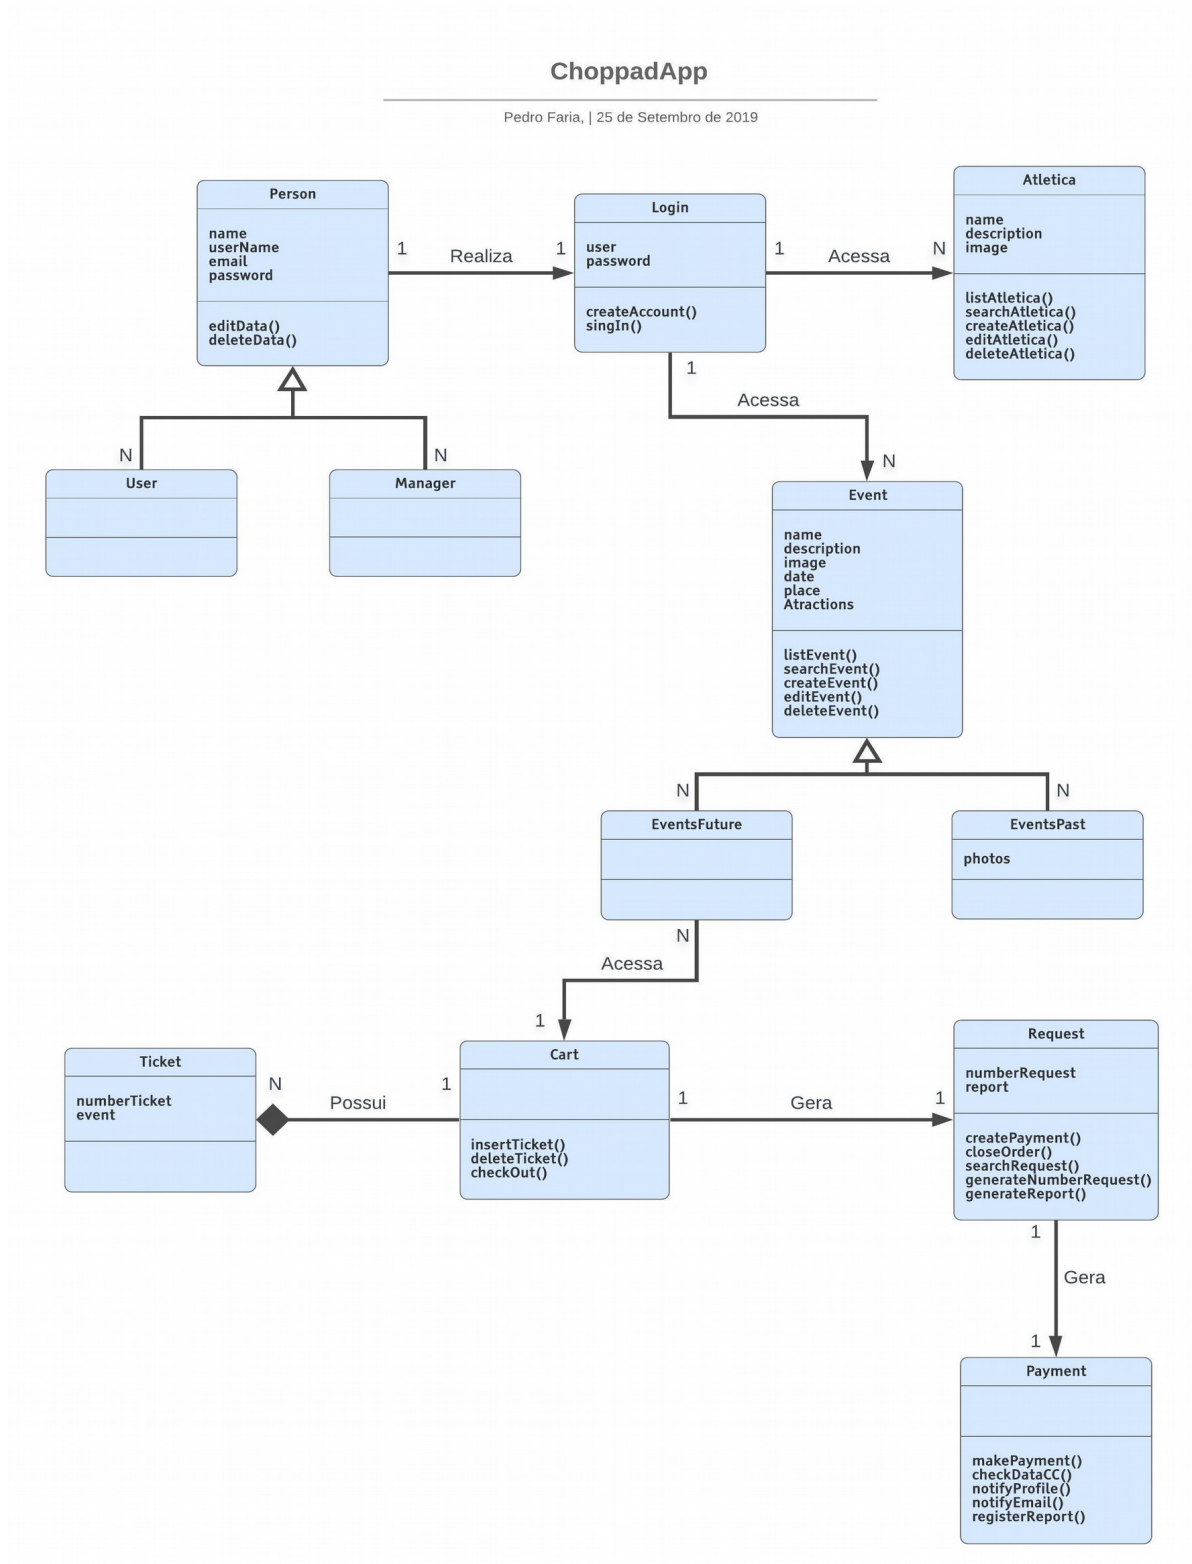 ChoppadApp
Pedro Faria, | 25 de Setembro de 2019
Person
name
userName
email
password
editData()
deleteData()
1
Realiza
1
Login
user
password
createAccount()
singIn()
1
Acessa
N
Atletica
name
description
image
listAtletica()
searchAtletica()
createAtletica()
editAtletica()
deleteAtletica()
N
User
N
Manager
1
Acessa
N
Event
name
description
image
date
place
Atractions
listEvent()
searchEvent()
createEvent()
editEvent()
deleteEvent()
N
EventsFuture
N
EventsPast
photos
N
Acessa
1
Ticket
numberTicket
event
N
Possui
1
Cart
insertTicket()
deleteTicket()
checkOut()
1
Gera
1
Request
numberRequest
report
createPayment()
closeOrder()
searchRequest()
generateNumberRequest()
generateReport()
1
Gera
1
Payment
makePayment()
checkDataCC()
notifyProfile()
notifyEmail()
registerReport()